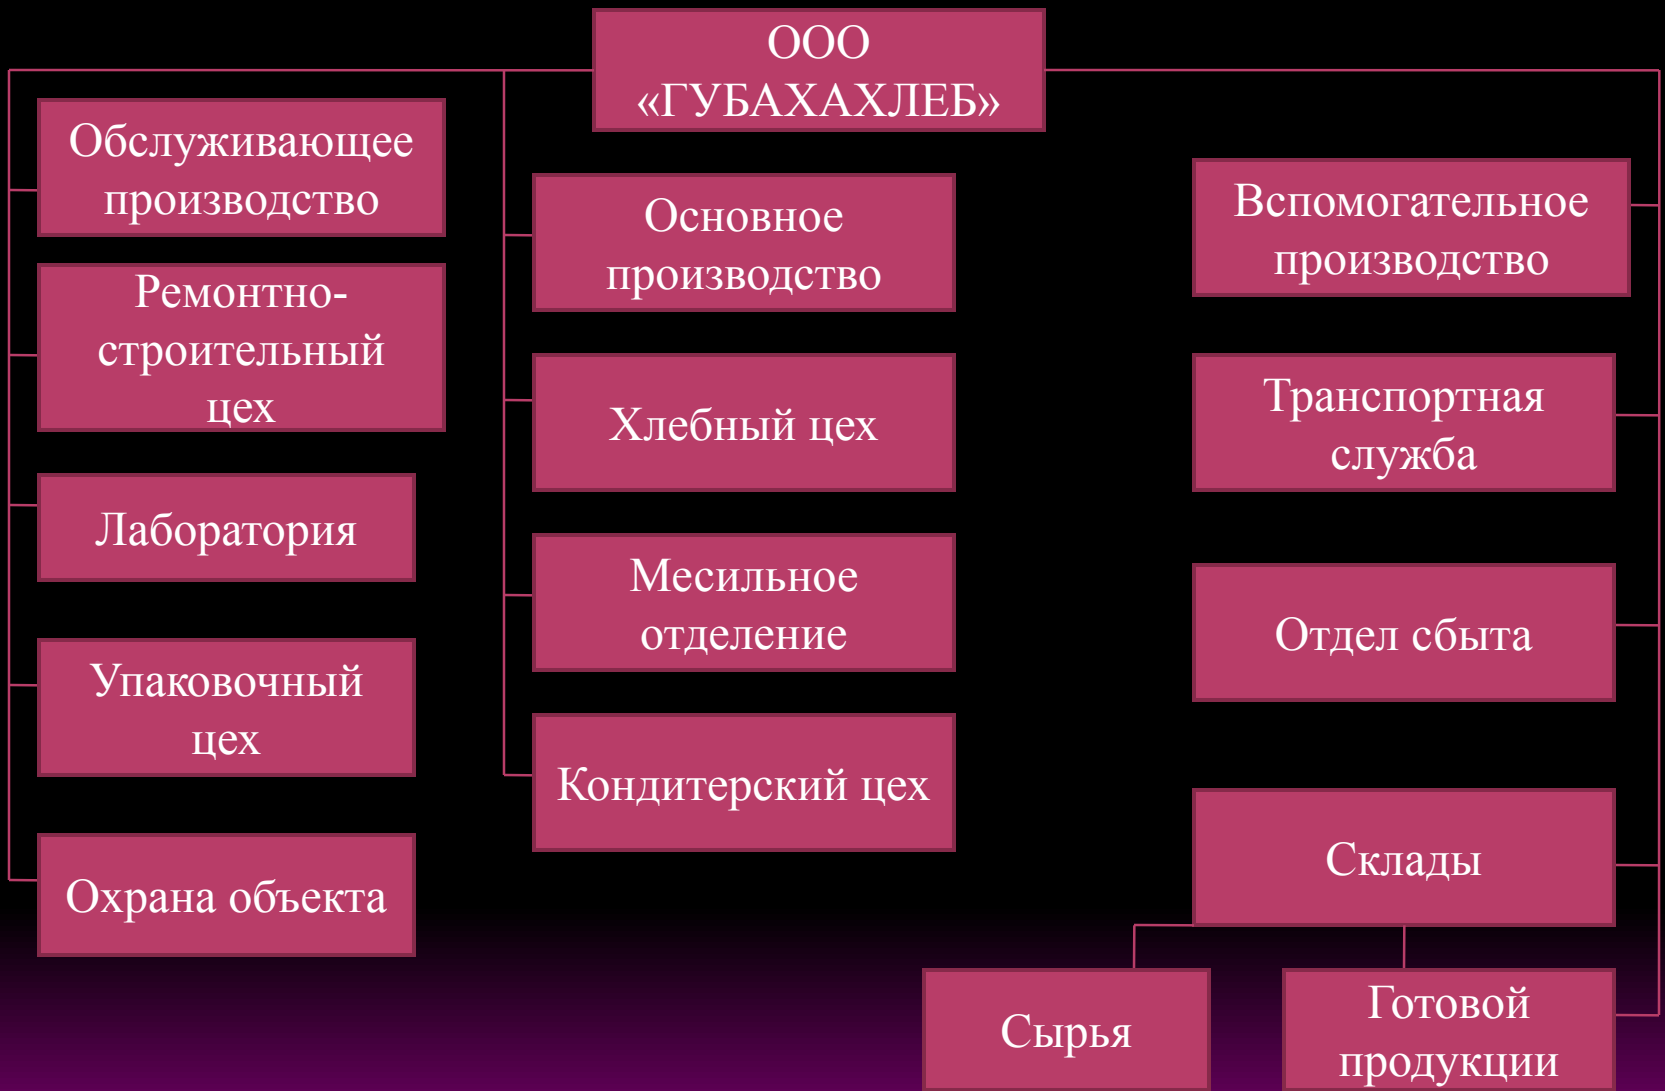 ООО
«ГУБАХАХЛЕБ»
Обслуживающее
производство
Ремонтно-
строительный
цех
Лаборатория
Упаковочный
цех
Охрана объекта
Основное
производство
Хлебный цех
Месильное
отделение
Кондитерский цех
Вспомогательное
производство
Транспортная
служба
Отдел сбыта
Склады
Сырья
Готовой
продукции